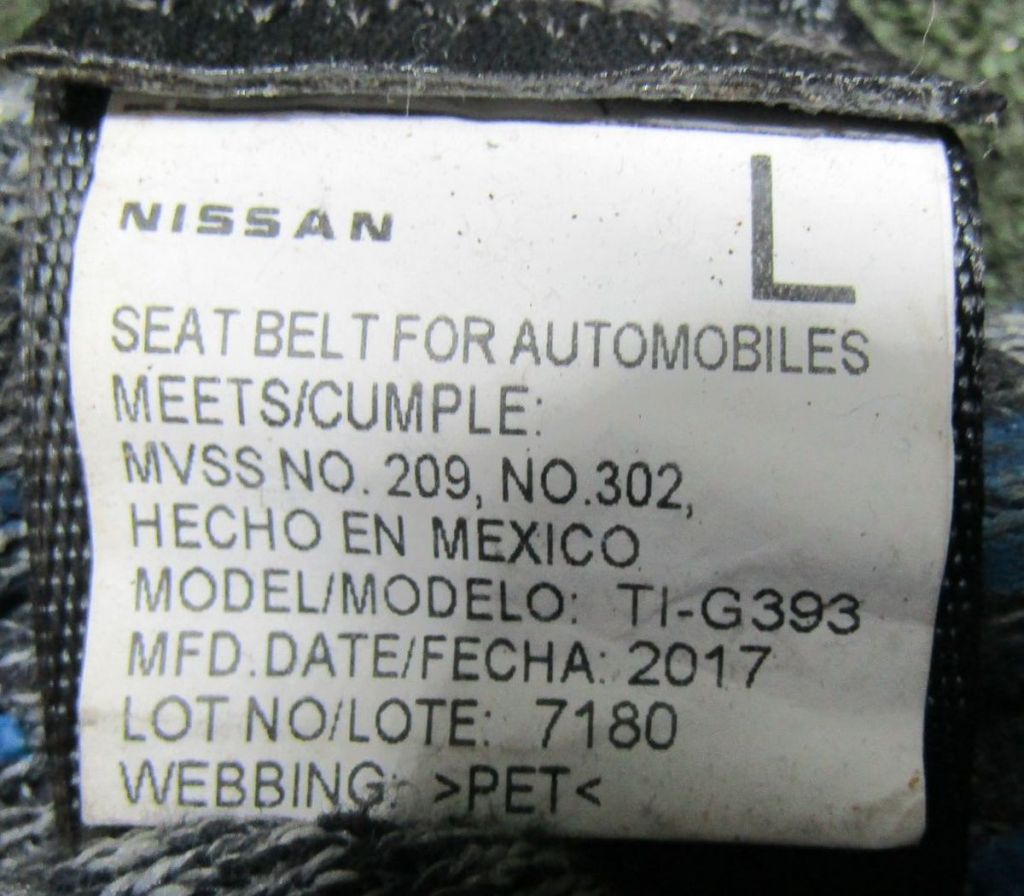 L
NISSAN
SEAT BELT FOR AUTOMOBILES
MEETS/CUMPLE:
MVSS NO. 209, NO.302,
HECHO EN MEXICO
MODEL/MODELO: TI-G393
MFD.DATE/FECHA: 2017
LOT NO/LOTE: 7180
WEBBING: >PET<